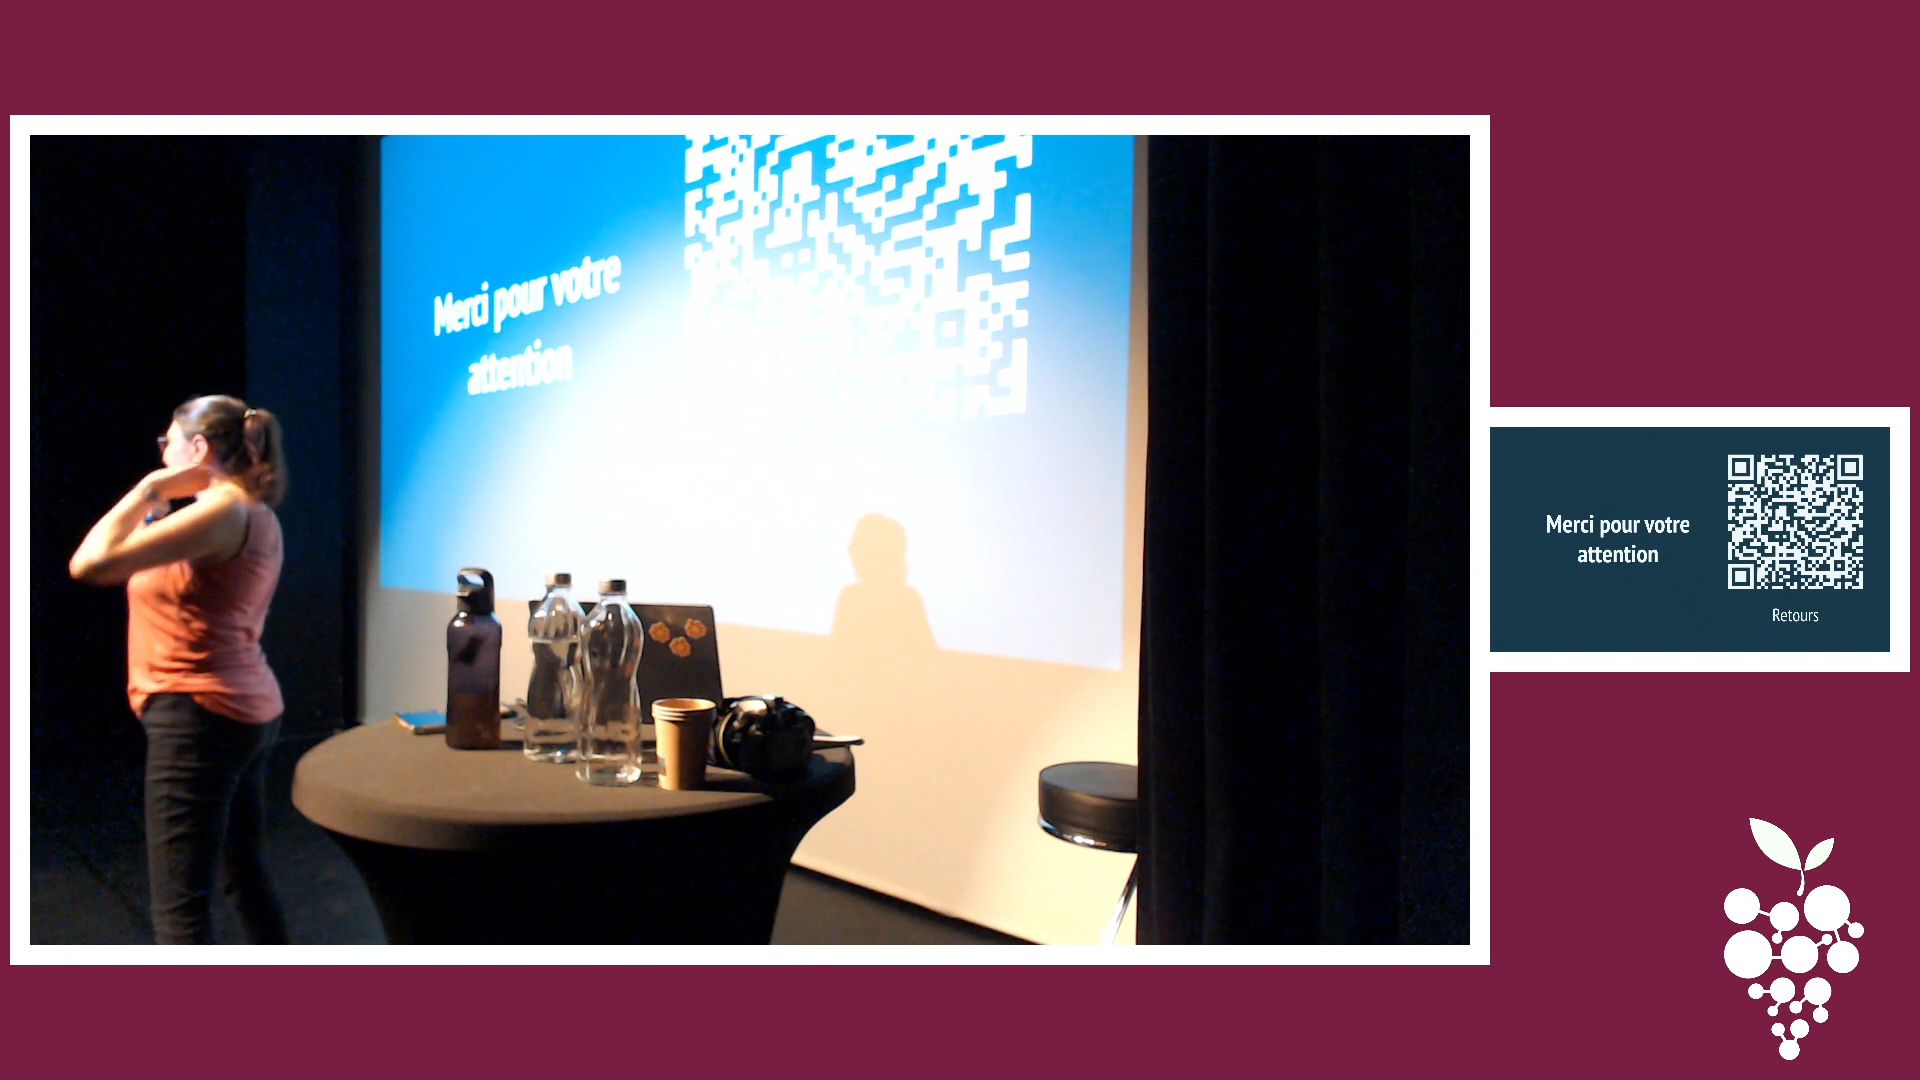 Merci pour votre
attention
Merci pour votre
attention
Retours